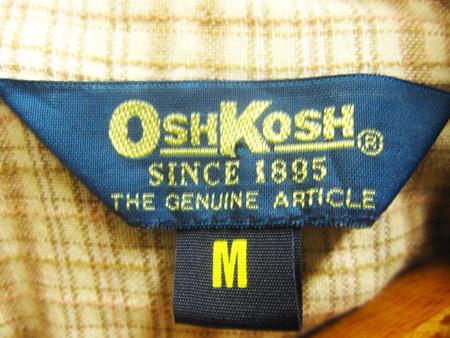 OSHKOSH®
SINCE 1895
THE GENUINE ARTICLE
M